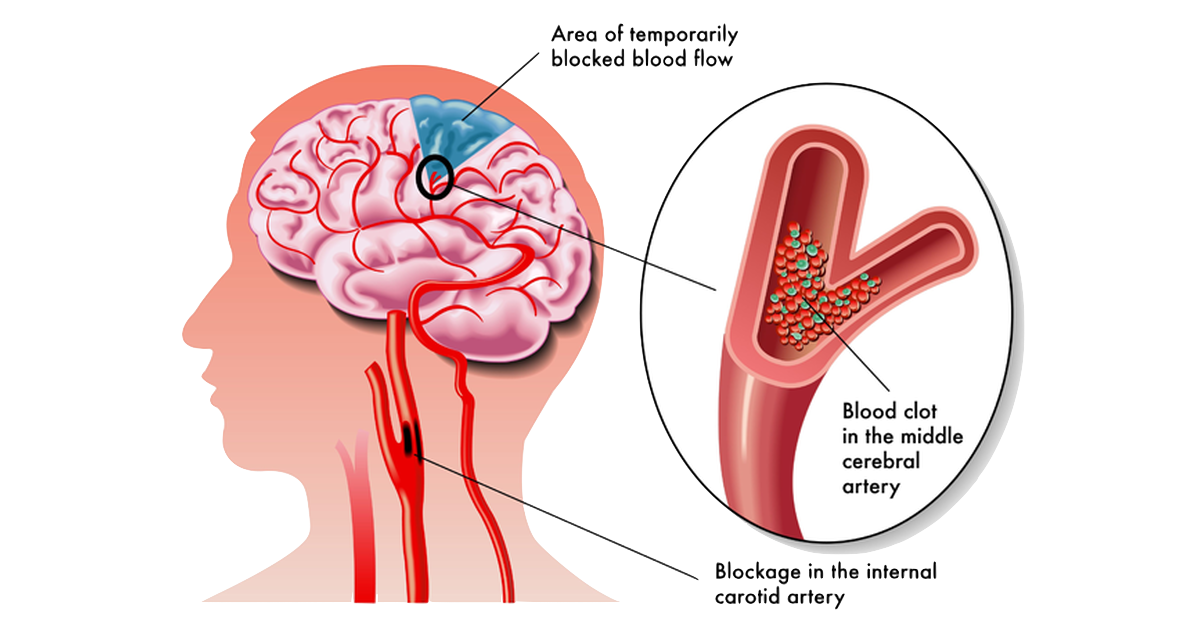 Area of temporarily
blocked blood flow
Blood clot
in the middle
cerebral
artery
Blockage in the internal
carotid artery